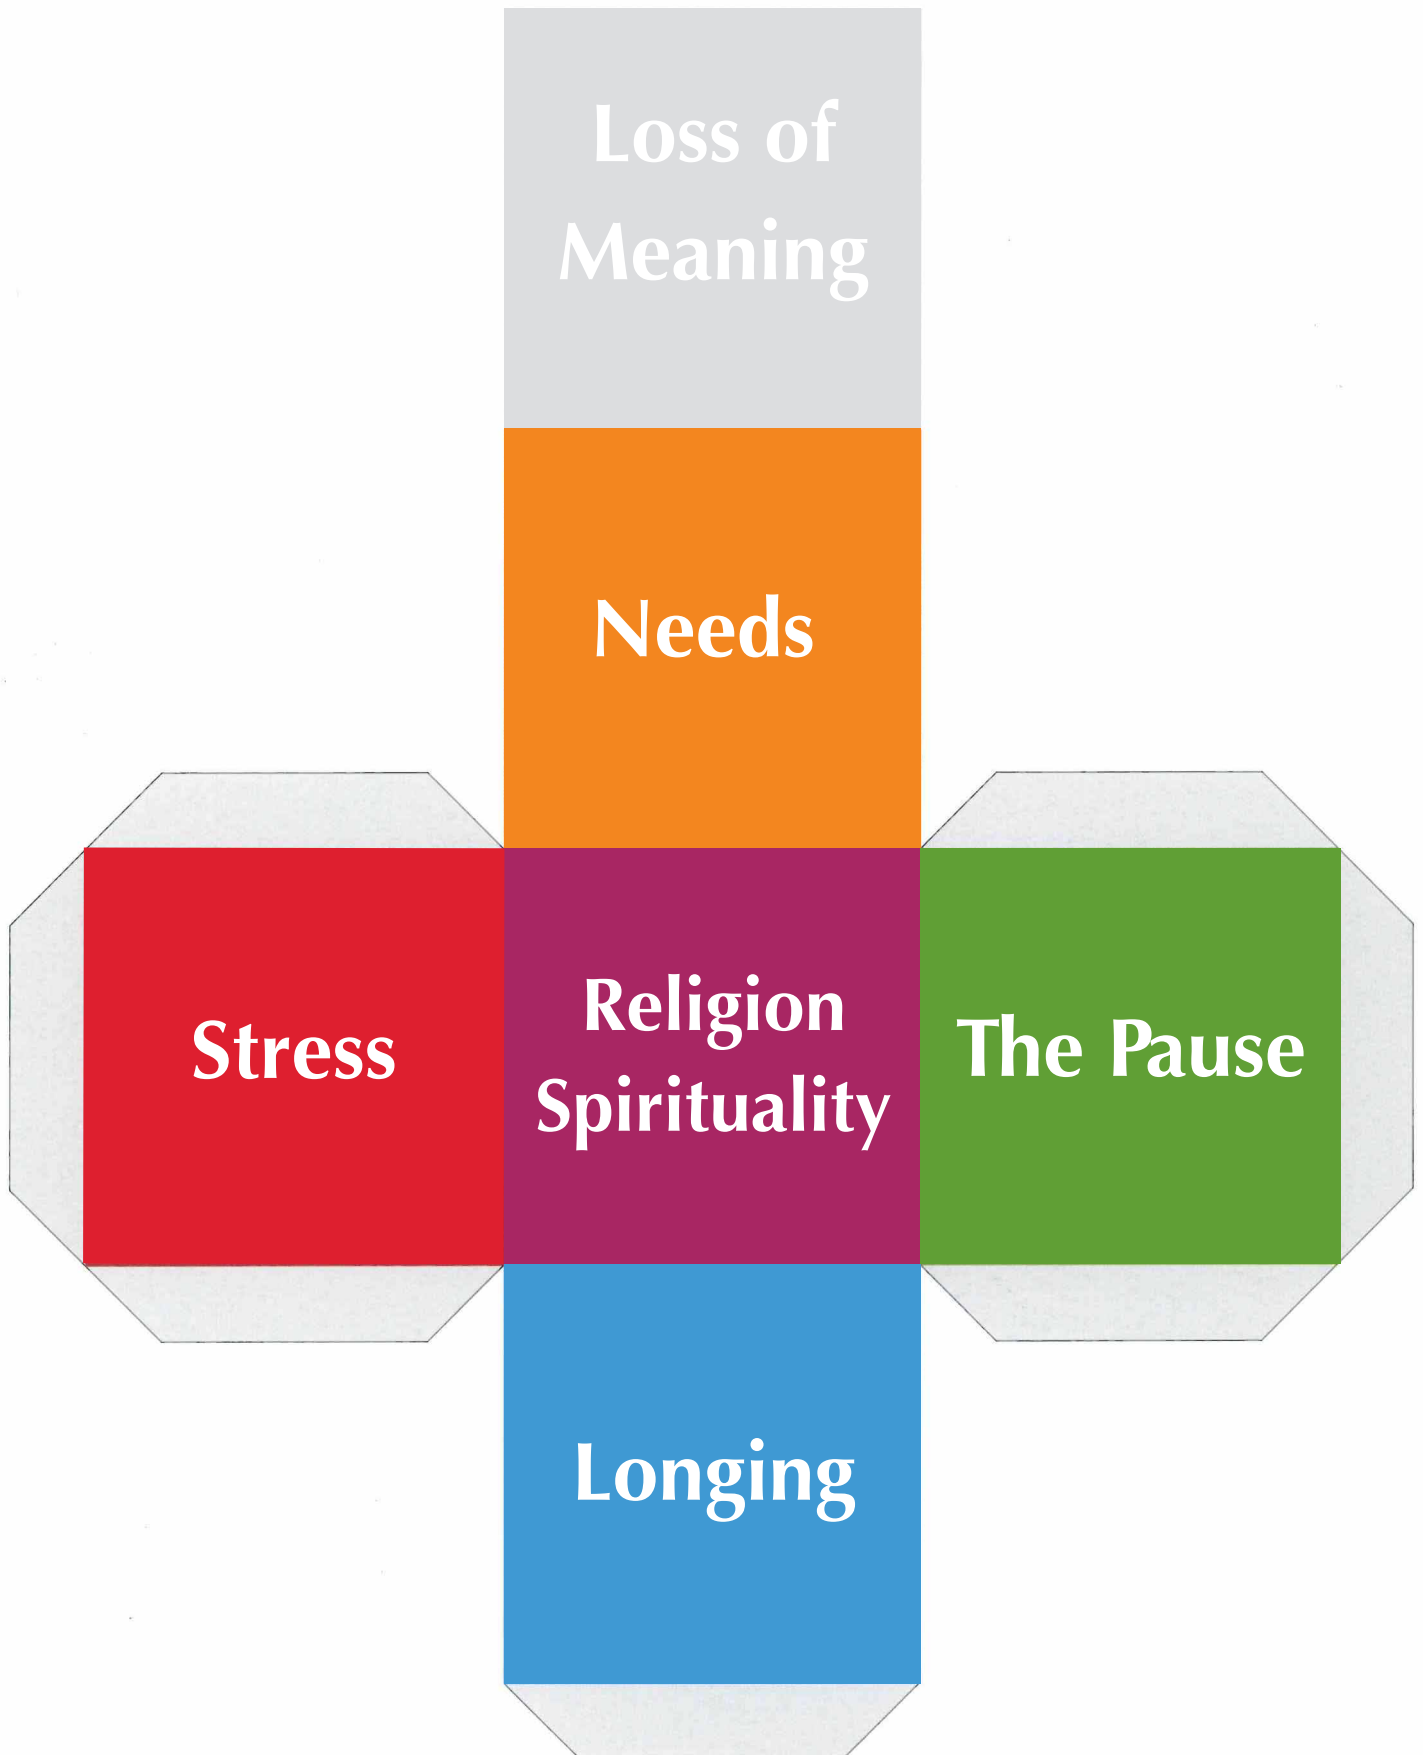 Loss of
Meaning
Needs
Stress
Religion
Spirituality
The Pause
Longing